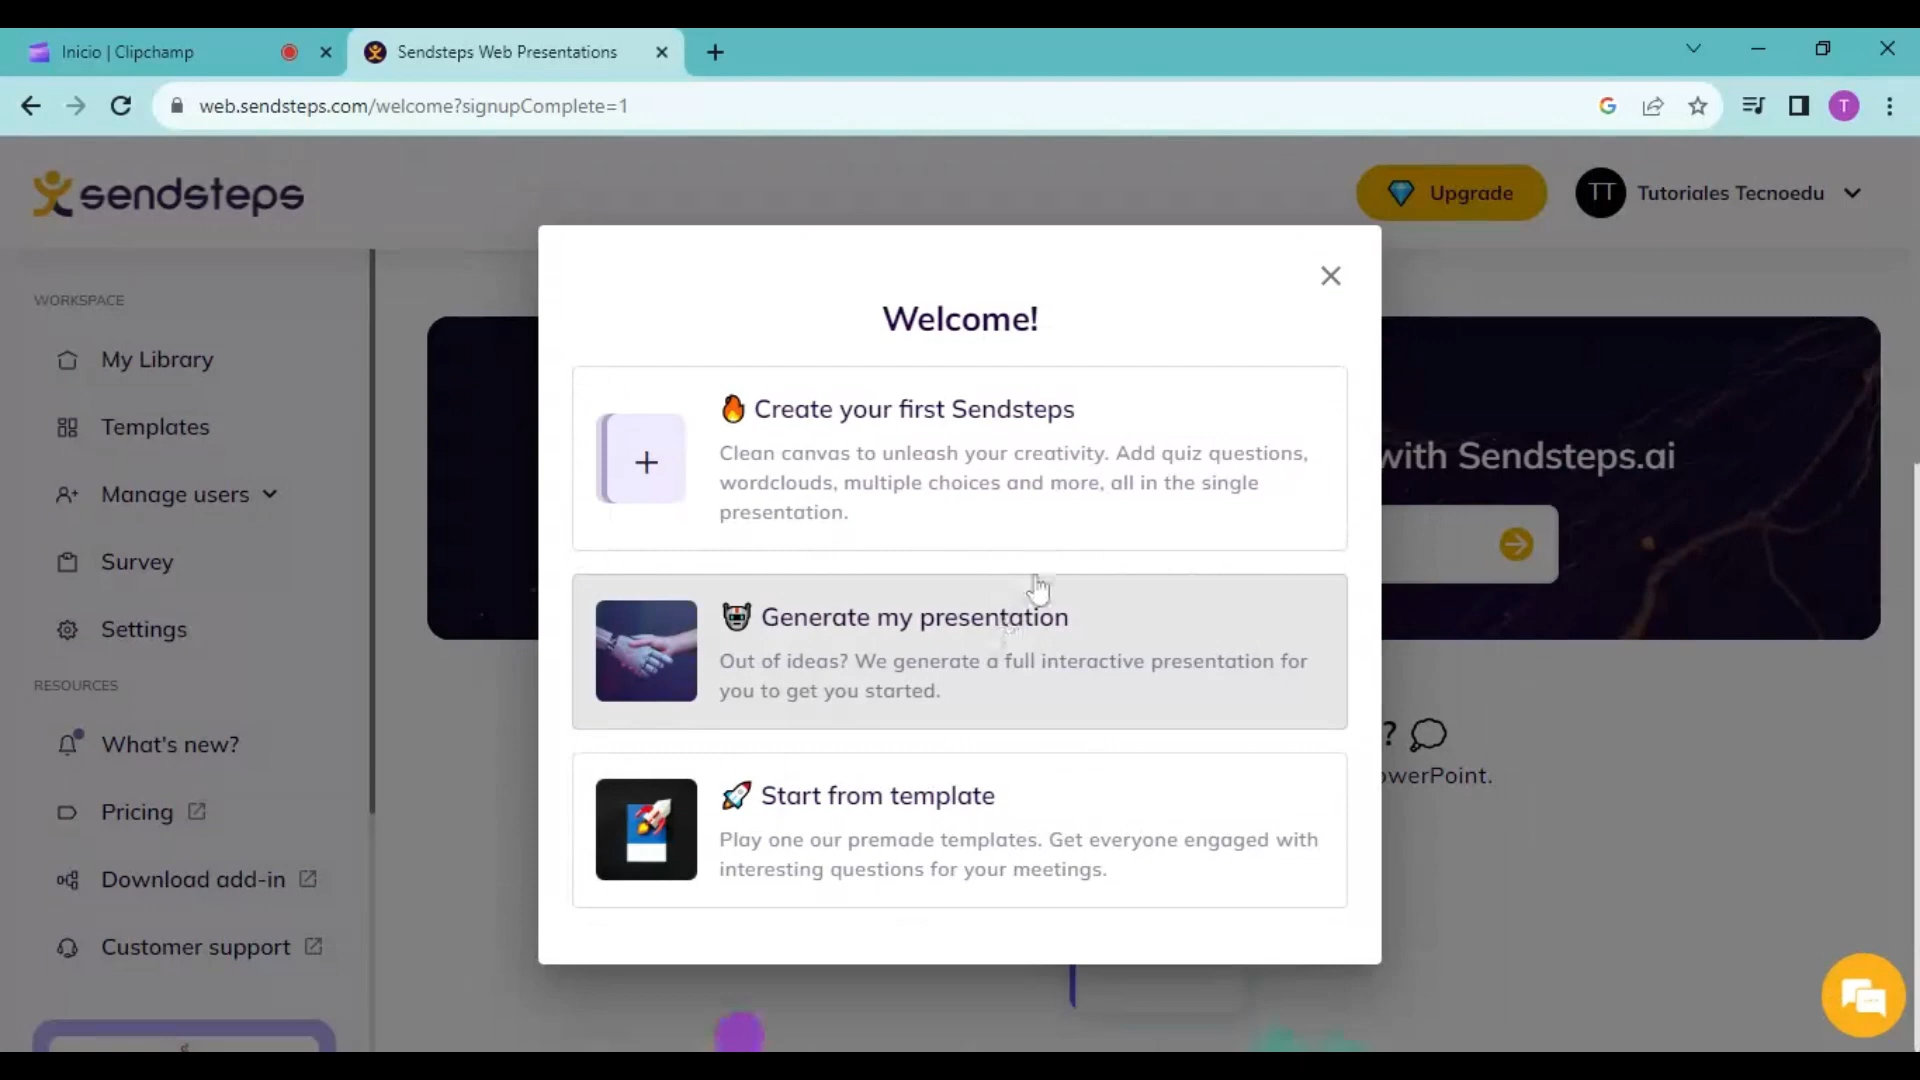 Inicio | Clipchamp
Sendsteps Web Presentations
web.sendsteps.com/welcome?signupComplete=1
T
sendsteps
Upgrade
TT
Tutoriales Tecnoedu
WORKSPACE
My Library
Templates
Manage users
Survey
Settings
RESOURCES
What's new?
Pricing
Download add-in
Customer support
Welcome!
Create your first Sendsteps
Clean canvas to unleash your creativity. Add quiz questions,
wordclouds, multiple choices and more, all in the single
presentation.
Generate my presentation
Out of ideas? We generate a full interactive presentation for
you to get you started.
Start from template
Play one our premade templates. Get everyone engaged with
interesting questions for your meetings.
with Sendsteps.ai
?
owerPoint.